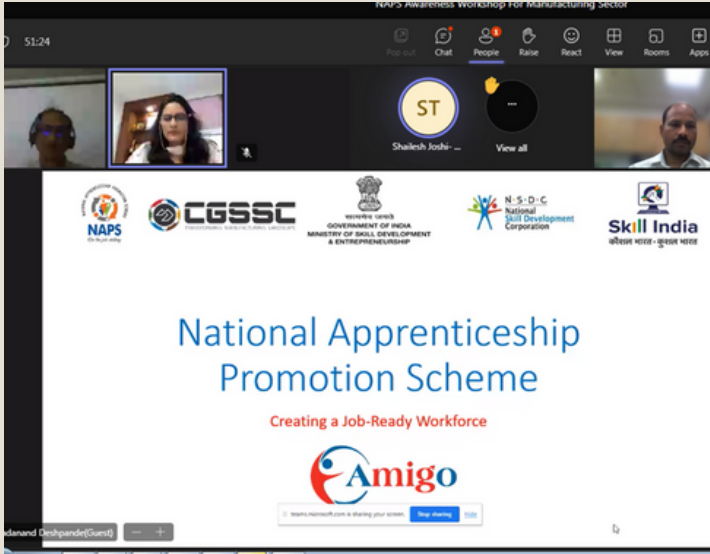 NAPS Awareness Workshop For Manufacturing Sector
51:24
Pop out
Chat
People
1
Raise
React
View
Rooms
Apps
ST
...
Shailesh Joshi- ...
View all
NAPS
CGSSC
सत्यमेव जयते
GOVERNMENT OF INDIA
MINISTRY OF SKILL DEVELOPMENT
& ENTREPRENEURSHIP
N·S·D·C
National
Skill Development
Corporation
Skill India
कौशल भारत - कुशल भारत
National Apprenticeship
Promotion Scheme
Creating a Job-Ready Workforce
Amigo
teams.microsoft.com is sharing your screen.
Stop sharing
Hide
adanand Deshpande(Guest)